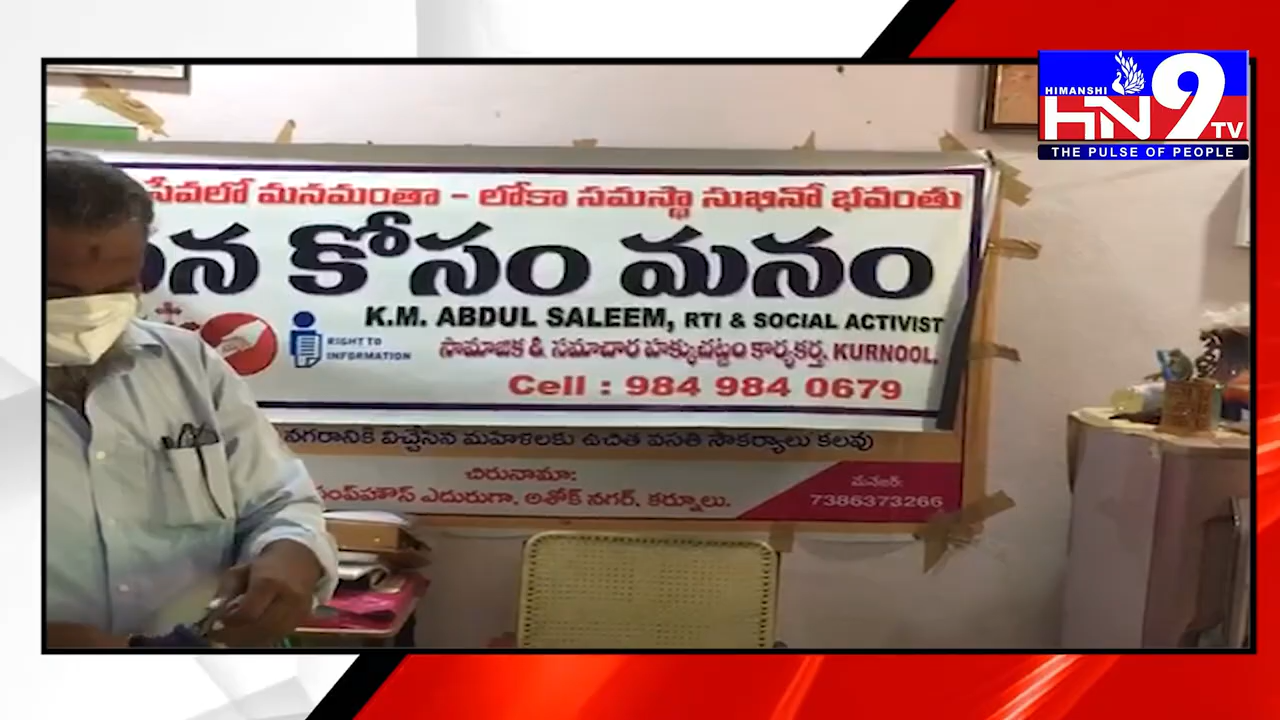 HIMANSHI
HN9 TV
THE PULSE OF PEOPLE
సేవలో మనమంతా - లోకా సమస్తా సుఖినో భవంతు
కోసం మనం
K.M. ABDUL SALEEM, RTI & SOCIAL ACTIVIST
RIGHT TO
INFORMATION
సామాజిక & సమాచార హక్కుచట్టం కార్యకర్త, KURNOOL.
Cell : 984 984 0679
నగరానికి విచ్చేసిన మహిళలకు ఉచిత వసతి సౌకర్యాలు కలవు
చిరునామా:
ఎదురుగా, అశోక్ నగర్, కర్నూలు.
మేనేజర్:
7386373266